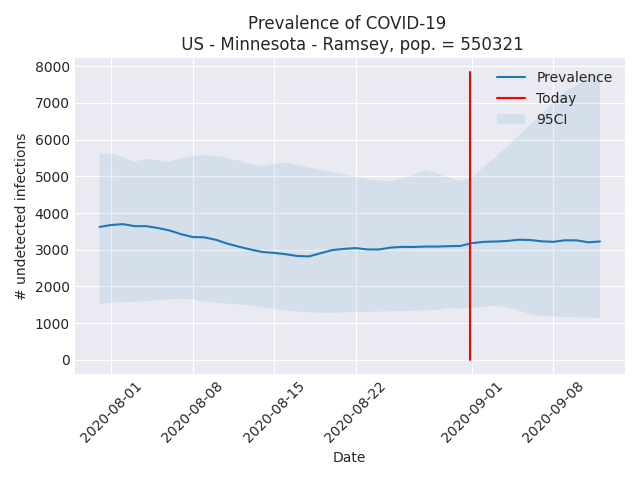 Prevalence of COVID-19
US - Minnesota - Ramsey, pop. = 550321
8000
7000
6000
5000
4000
3000
2000
1000
0
# undetected infections
Prevalence
Today
95CI
2020-08-01
2020-08-08
2020-08-15
2020-08-22
2020-09-01
2020-09-08
Date